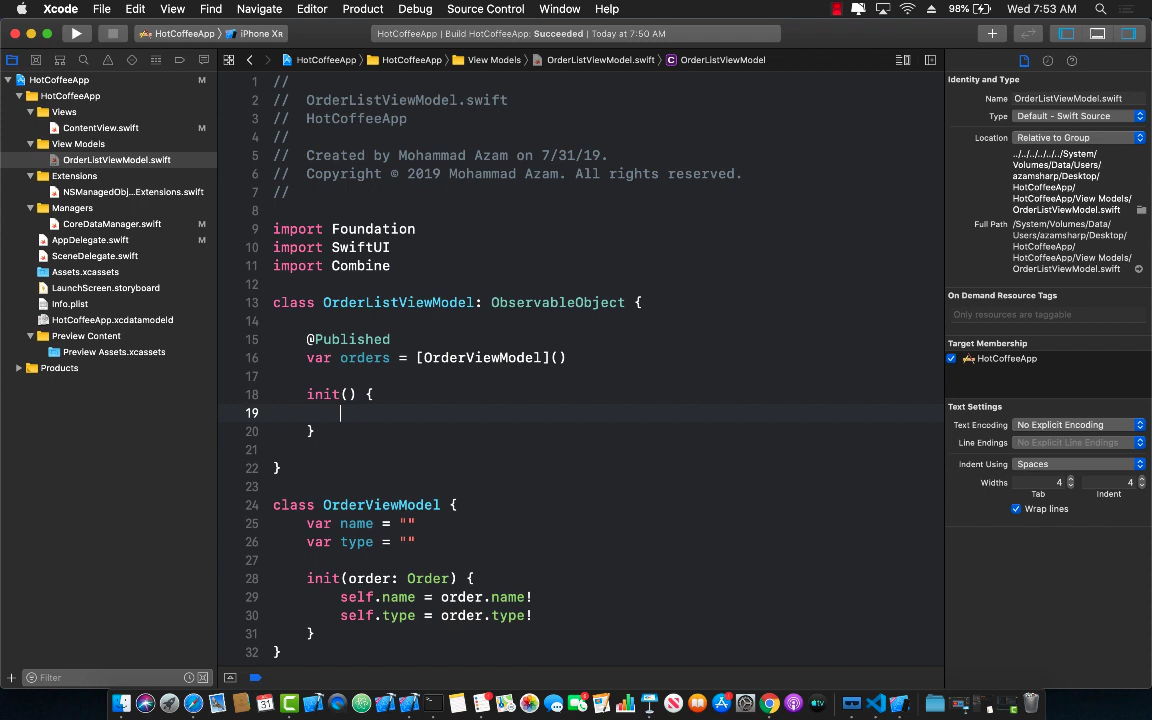 Xcode File Edit View Find Navigate Editor Product Debug Source Control Window Help 98% Wed 7:53 AM
HotCoffeeApp iPhone Xʀ HotCoffeeApp | Build HotCoffeeApp: Succeeded | Today at 7:50 AM
HotCoffeeApp HotCoffeeApp View Models OrderListViewModel.swift C OrderListViewModel
HotCoffeeApp M
HotCoffeeApp
Views
ContentView.swift M
View Models
OrderListViewModel.swift
Extensions
NSManagedObj...Extensions.swift
Managers
CoreDataManager.swift M
AppDelegate.swift M
SceneDelegate.swift
Assets.xcassets
LaunchScreen.storyboard
Info.plist
HotCoffeeApp.xcdatamodeld
Preview Content
Preview Assets.xcassets
Products
Filter
1 //
2 // OrderListViewModel.swift
3 // HotCoffeeApp
4 //
5 // Created by Mohammad Azam on 7/31/19.
6 // Copyright © 2019 Mohammad Azam. All rights reserved.
7 //
8
9 import Foundation
10 import SwiftUI
11 import Combine
12
13 class OrderListViewModel: ObservableObject {
14
15 @Published
16 var orders = [OrderViewModel]()
17
18 init() {
19
20 }
21
22 }
23
24 class OrderViewModel {
25 var name = ""
26 var type = ""
27
28 init(order: Order) {
29 self.name = order.name!
30 self.type = order.type!
31 }
32 }
Identity and Type
Name OrderListViewModel.swift
Type Default - Swift Source
Location Relative to Group
../../../../../../System/
Volumes/Data/Users/
azamsharp/Desktop/
HotCoffeeApp/
HotCoffeeApp/View Models/
OrderListViewModel.swift
Full Path /System/Volumes/Data/
Users/azamsharp/Desktop/
HotCoffeeApp/
HotCoffeeApp/View Models/
OrderListViewModel.swift
On Demand Resource Tags
Only resources are taggable
Target Membership
HotCoffeeApp
Text Settings
Text Encoding No Explicit Encoding
Line Endings No Explicit Line Endings
Indent Using Spaces
Widths 4 4
Tab Indent
Wrap lines